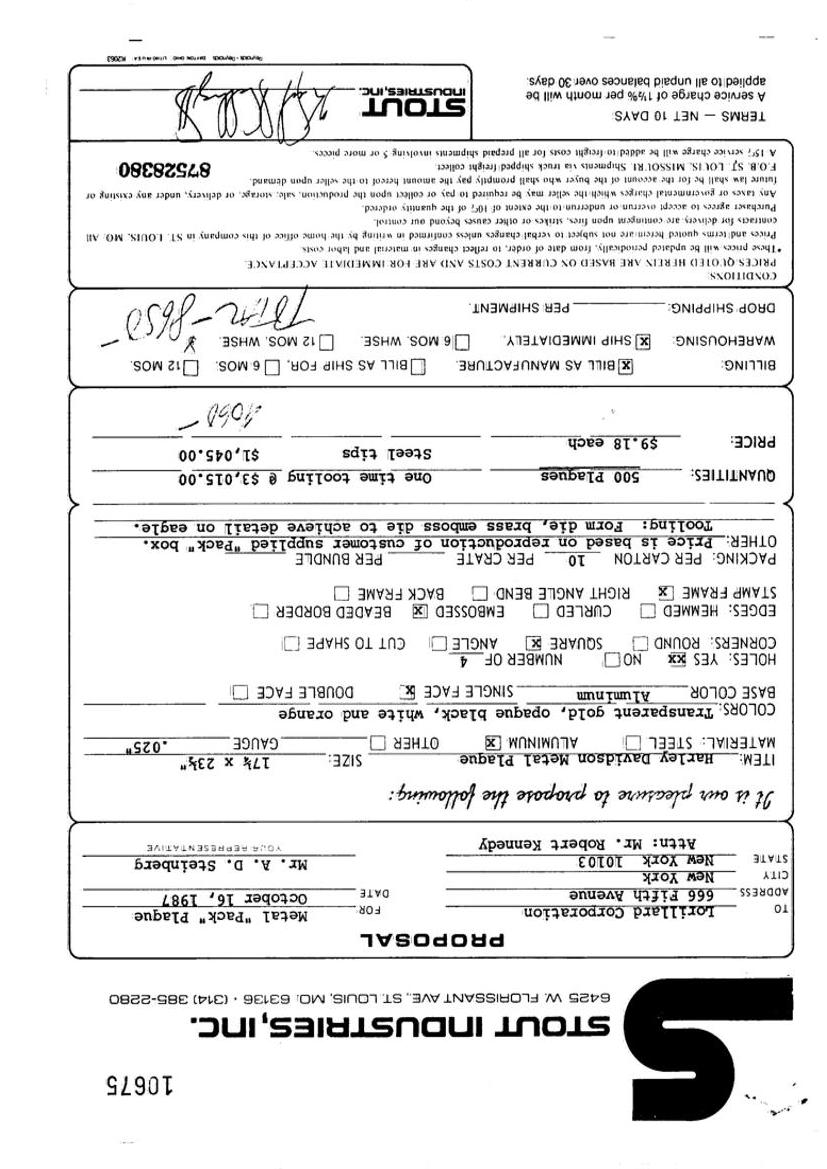 10675
STOUT INDUSTRIES, INC.
6425 W. FLORISSANT AVE., ST. LOUIS, MO. 63136 • (314) 385-2280
PROPOSAL
TO Lorillard Corporation FOR: Metal "Pack" Plaque
ADDRESS 666 Fifth Avenue DATE October 16, 1987
CITY New York
STATE New York 10103 Mr. A. D. Steinberg
Attn: Mr. Robert Kennedy YOUR REPRESENTATIVE
It is our pleasure to propose the following:
ITEM: Harley Davidson Metal Plaque SIZE: 17¼ x 23½"
MATERIAL: STEEL ☐ ALUMINUM ☒ OTHER ☐ GAUGE .025"
COLORS: Transparent gold, opaque black, white and orange
BASE COLOR Aluminum SINGLE FACE ☒ DOUBLE FACE ☐
HOLES: YES xx NO ☐ NUMBER OF 4
CORNERS: ROUND ☐ SQUARE ☒ ANGLE ☐ CUT TO SHAPE ☐
EDGES: HEMMED ☐ CURLED ☐ EMBOSSED ☒ BEADED BORDER ☐
STAMP FRAME ☒ RIGHT ANGLE BEND ☐ BACK FRAME ☐
PACKING: PER CARTON 10 PER CRATE PER BUNDLE
OTHER: Price is based on reproduction of customer supplied "Pack" box.
Tooling: Form die, brass emboss die to achieve detail on eagle.
QUANTITIES: 500 Plaques One time tooling @ $3,015.00
PRICE: $9.18 each Steel tips $1,045.00
4060 —
BILLING: ☒ BILL AS MANUFACTURE. ☐ BILL AS SHIP FOR, ☐ 6 MOS. ☐ 12 MOS.
WAREHOUSING: ☒ SHIP IMMEDIATELY. ☐ 6 MOS. WHSE. ☐ 12 MOS. WHSE.
DROP SHIPPING: PER SHIPMENT.
TOTAL - 8650 —
CONDITIONS:
PRICES QUOTED HEREIN ARE BASED ON CURRENT COSTS AND ARE FOR IMMEDIATE ACCEPTANCE.
*These prices will be updated periodically, from date of order, to reflect changes in material and labor costs.
Prices and terms quoted herein are not subject to verbal changes unless confirmed in writing by the home office of this company in ST. LOUIS, MO. All
contracts for delivery are contingent upon fires, strikes or other causes beyond our control.
Purchaser agrees to accept overrun or underrun to the extent of 10% of the quantity ordered.
Any taxes or governmental charges which the seller may be required to pay or collect upon the production, sale, storage, or delivery, under any existing or
future law shall be for the account of the buyer who shall promptly pay the amount hereof to the seller upon demand.
F.O.B. ST. LOUIS, MISSOURI. Shipments via truck shipped freight collect.
A 15% service charge will be added to freight costs for all prepaid shipments involving 5 or more pieces.
87528380
TERMS — NET 10 DAYS:
A service charge of 1½% per month will be
applied to all unpaid balances over 30 days.
STOUT
INDUSTRIES, INC.